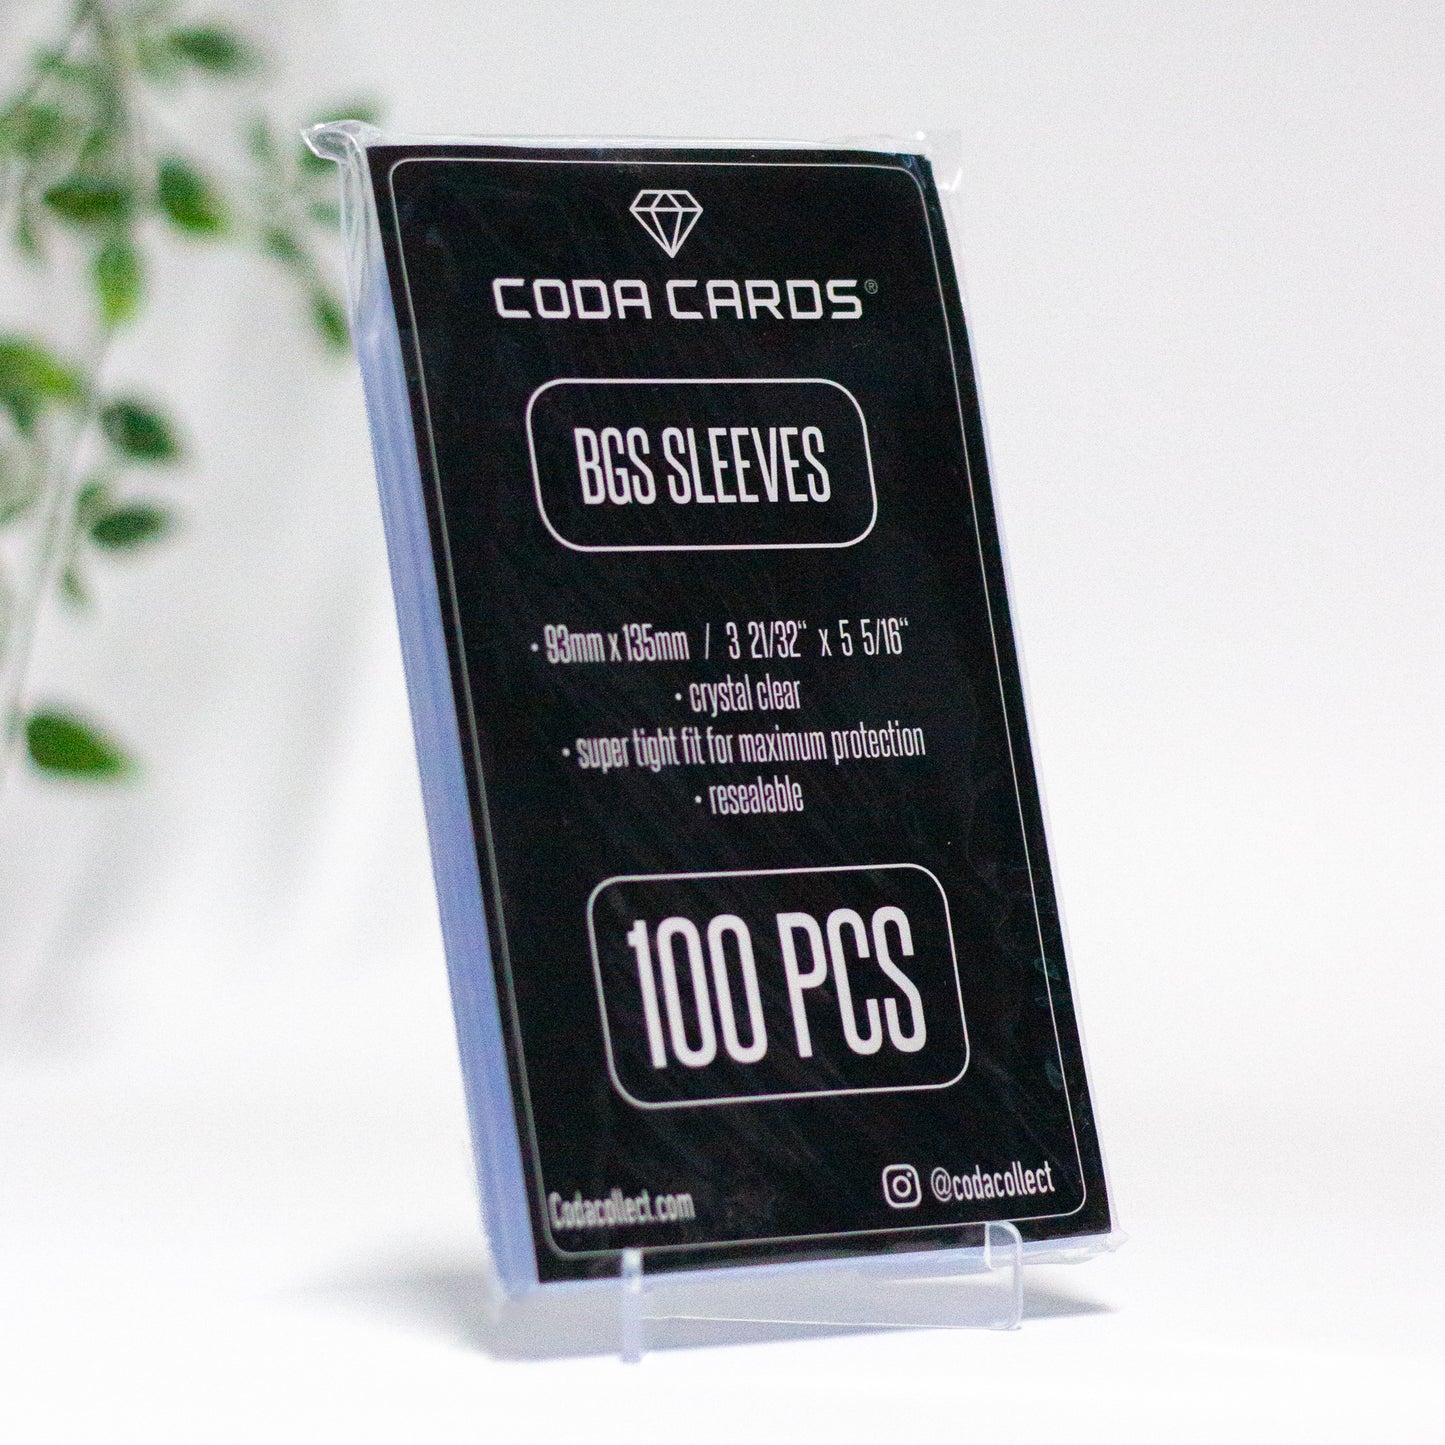 CODA CARDS®
BGS SLEEVES
• 93mm x 135mm / 3 21/32“ x 5 5/16“
• crystal clear
• super tight fit for maximum protection
• resealable
100 PCS
Codacollect.com @codacollect